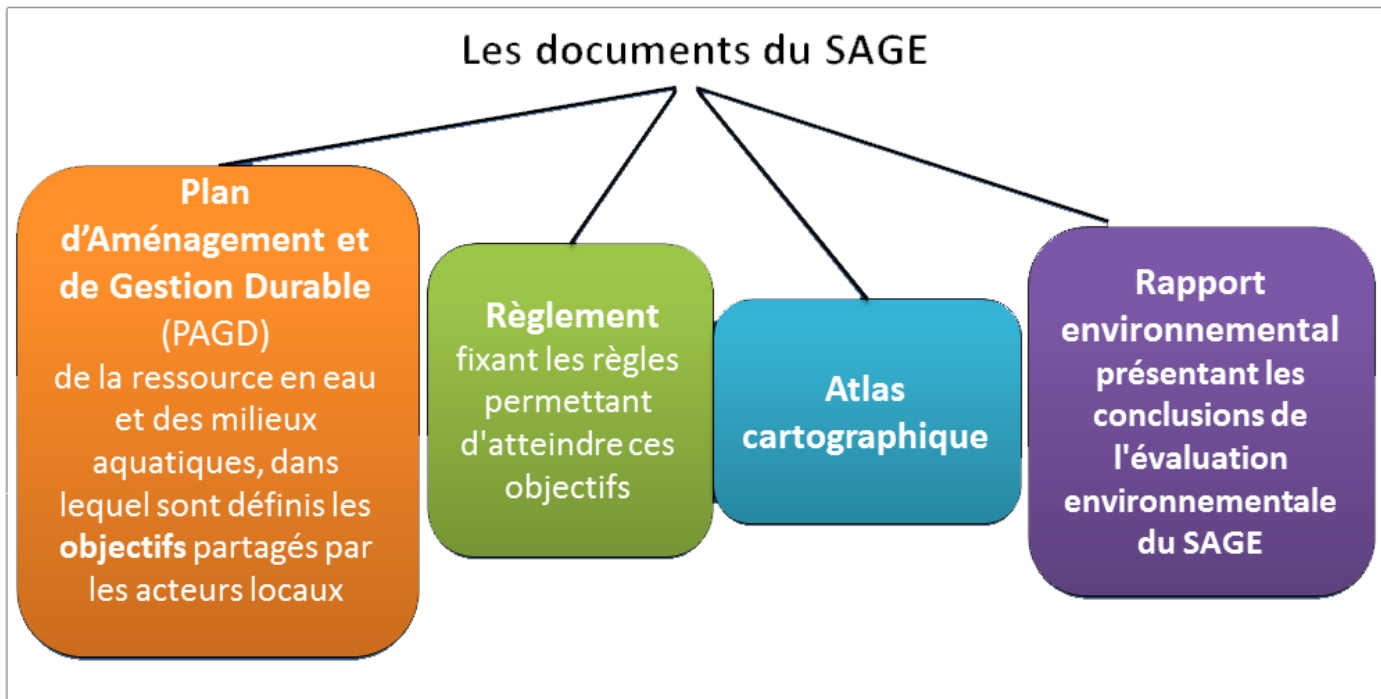 Les documents du SAGE
Plan
d’Aménagement et
de Gestion Durable
(PAGD)
de la ressource en eau
et des milieux
aquatiques, dans
lequel sont définis les
objectifs partagés par
les acteurs locaux
Règlement
fixant les règles
permettant
d'atteindre ces
objectifs
Atlas
cartographique
Rapport
environnemental
présentant les
conclusions de
l'évaluation
environnementale
du SAGE